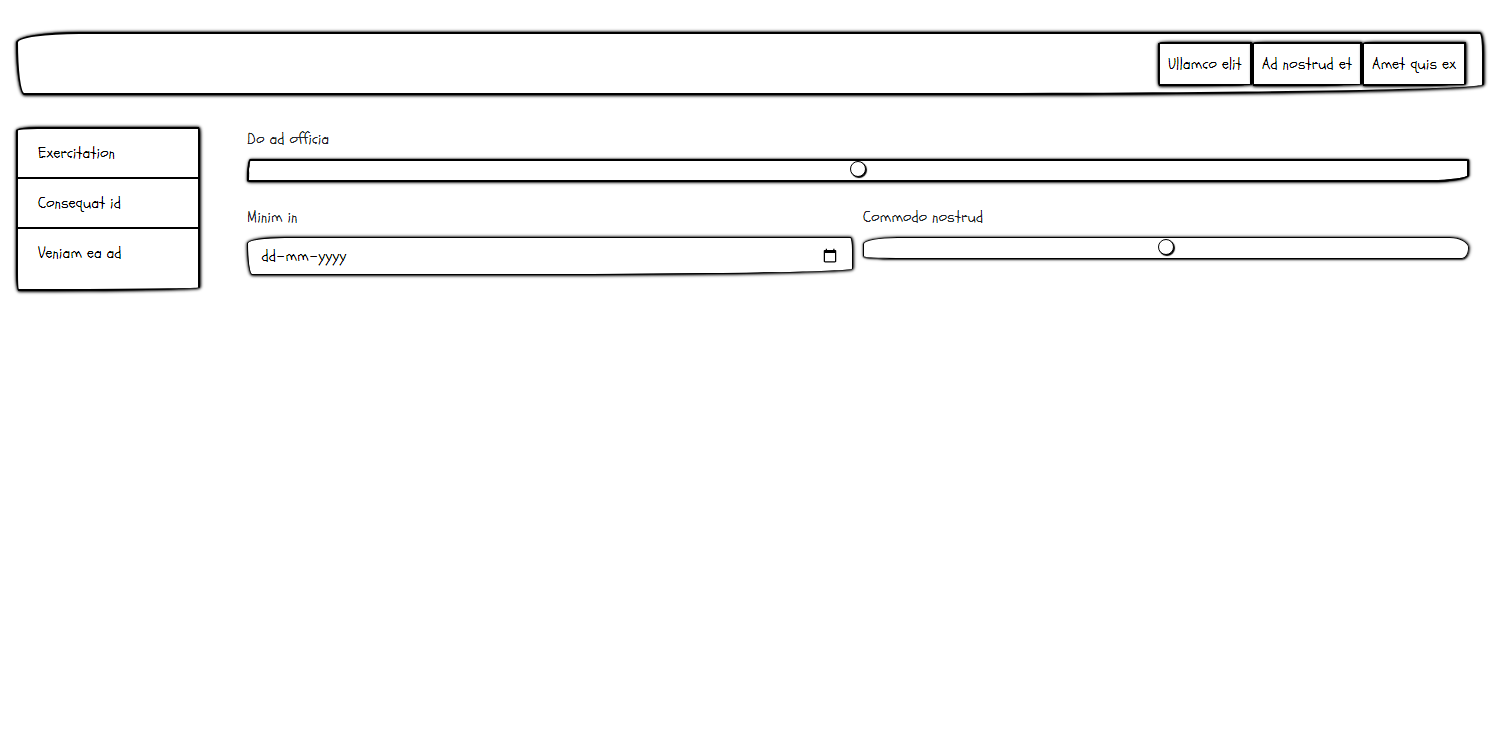 Ullamco elit
Ad nostrud et
Amet quis ex
Exercitation
Consequat id
Veniam ea ad
Do ad officia
Minim in
dd-mm-yyyy
Commodo nostrud